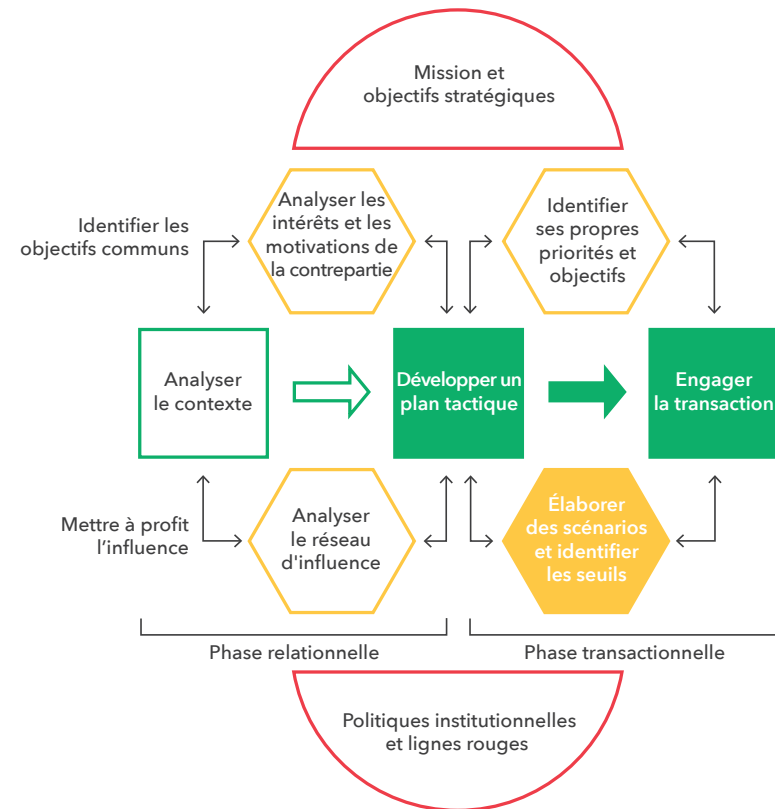 Mission et
objectifs stratégiques
Analyser les
intérêts et les
motivations de
la contrepartie
Identifier
ses propres
priorités et
objectifs
Identifier les
objectifs communs
Analyser
le contexte
Développer un
plan tactique
Engager
la transaction
Mettre à profit
l’influence
Analyser
le réseau
d'influence
Élaborer
des scénarios
et identifier
les seuils
Phase relationnelle
Phase transactionnelle
Politiques institutionnelles
et lignes rouges